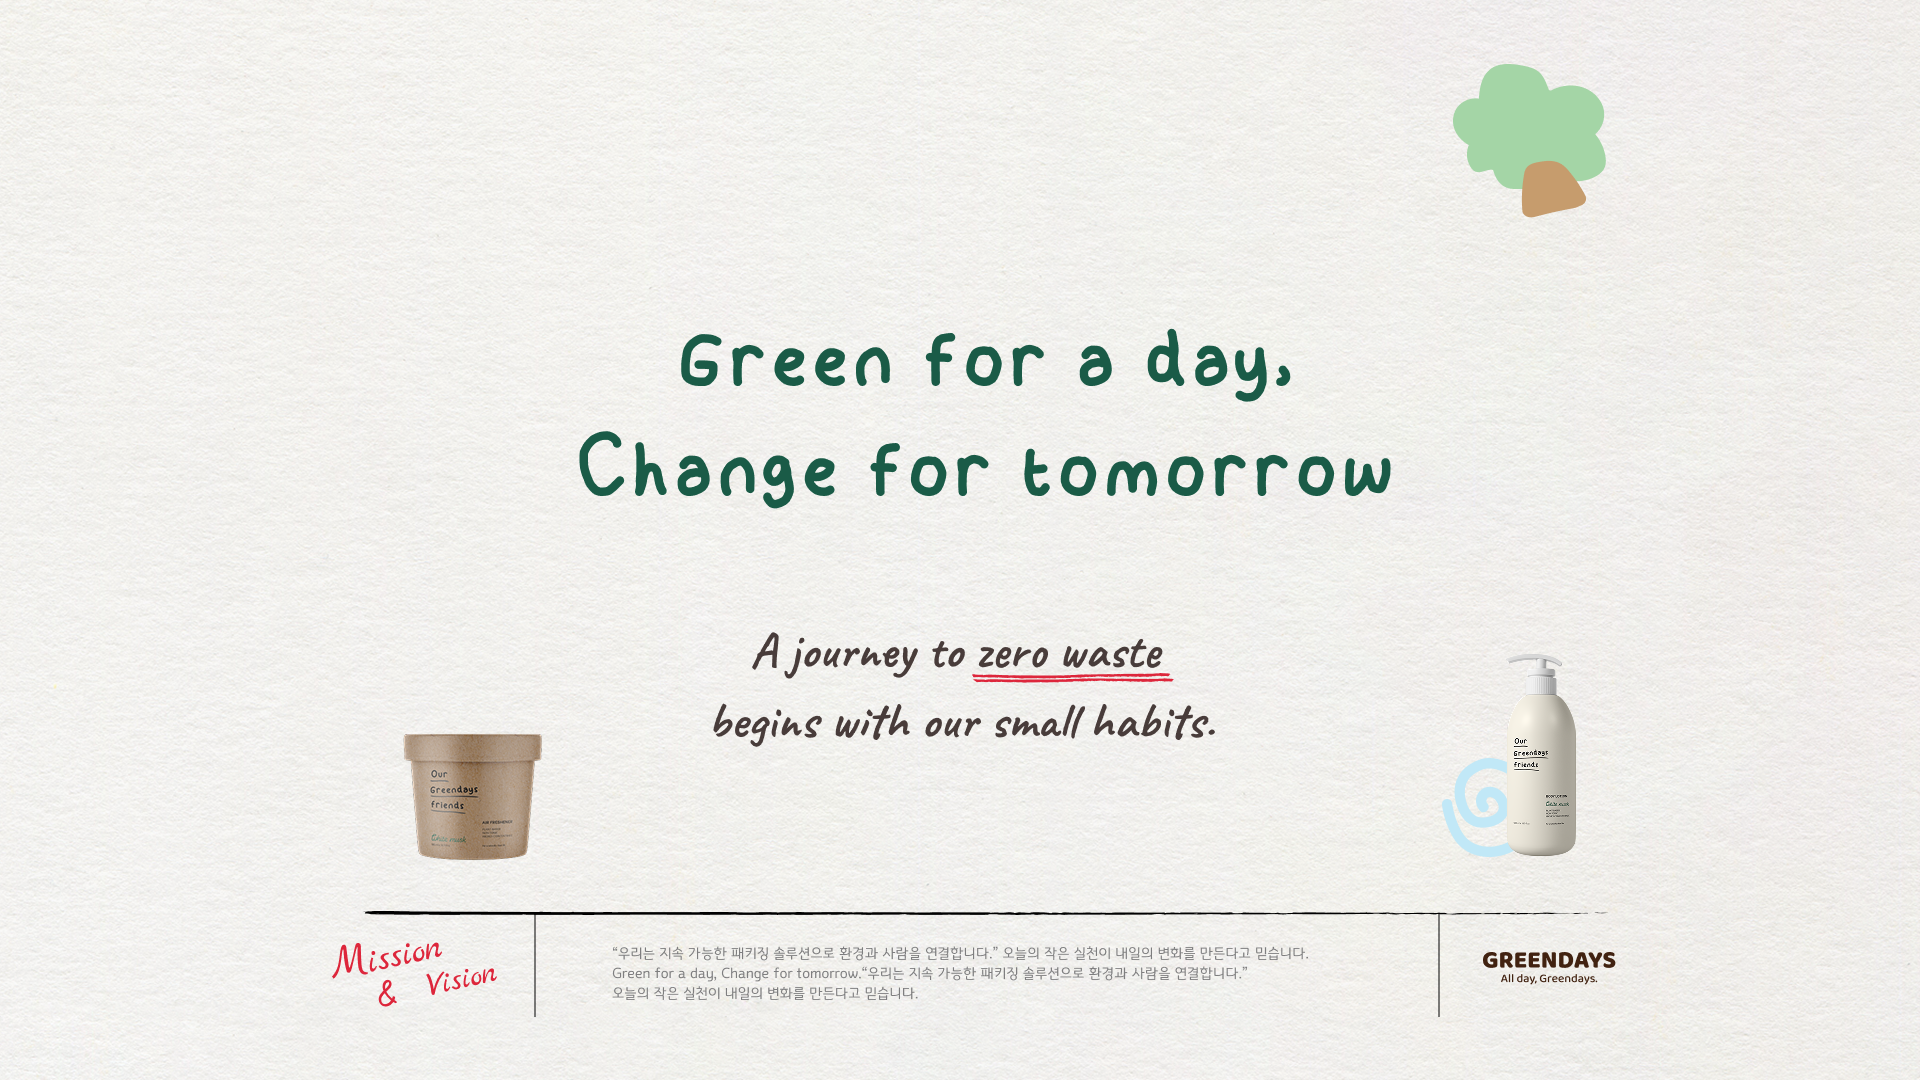 Green for a day,
Change for tomorrow
A journey to zero waste
begins with our small habits.
Our
Greendays
friends
AIR FRESHENER
Our
Greendays
friends
BODY LOTION
Mission
& Vision
“우리는 지속 가능한 패키징 솔루션으로 환경과 사람을 연결합니다.” 오늘의 작은 실천이 내일의 변화를 만든다고 믿습니다.
Green for a day, Change for tomorrow.“우리는 지속 가능한 패키징 솔루션으로 환경과 사람을 연결합니다.”
오늘의 작은 실천이 내일의 변화를 만든다고 믿습니다.
GREENDAYS
All day, Greendays.